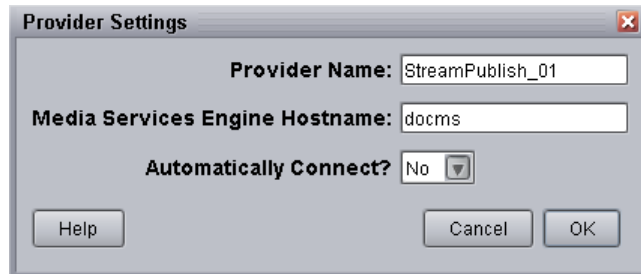 Provider Settings
Provider Name: StreamPublish_01
Media Services Engine Hostname: docms
Automatically Connect? No
Help Cancel OK